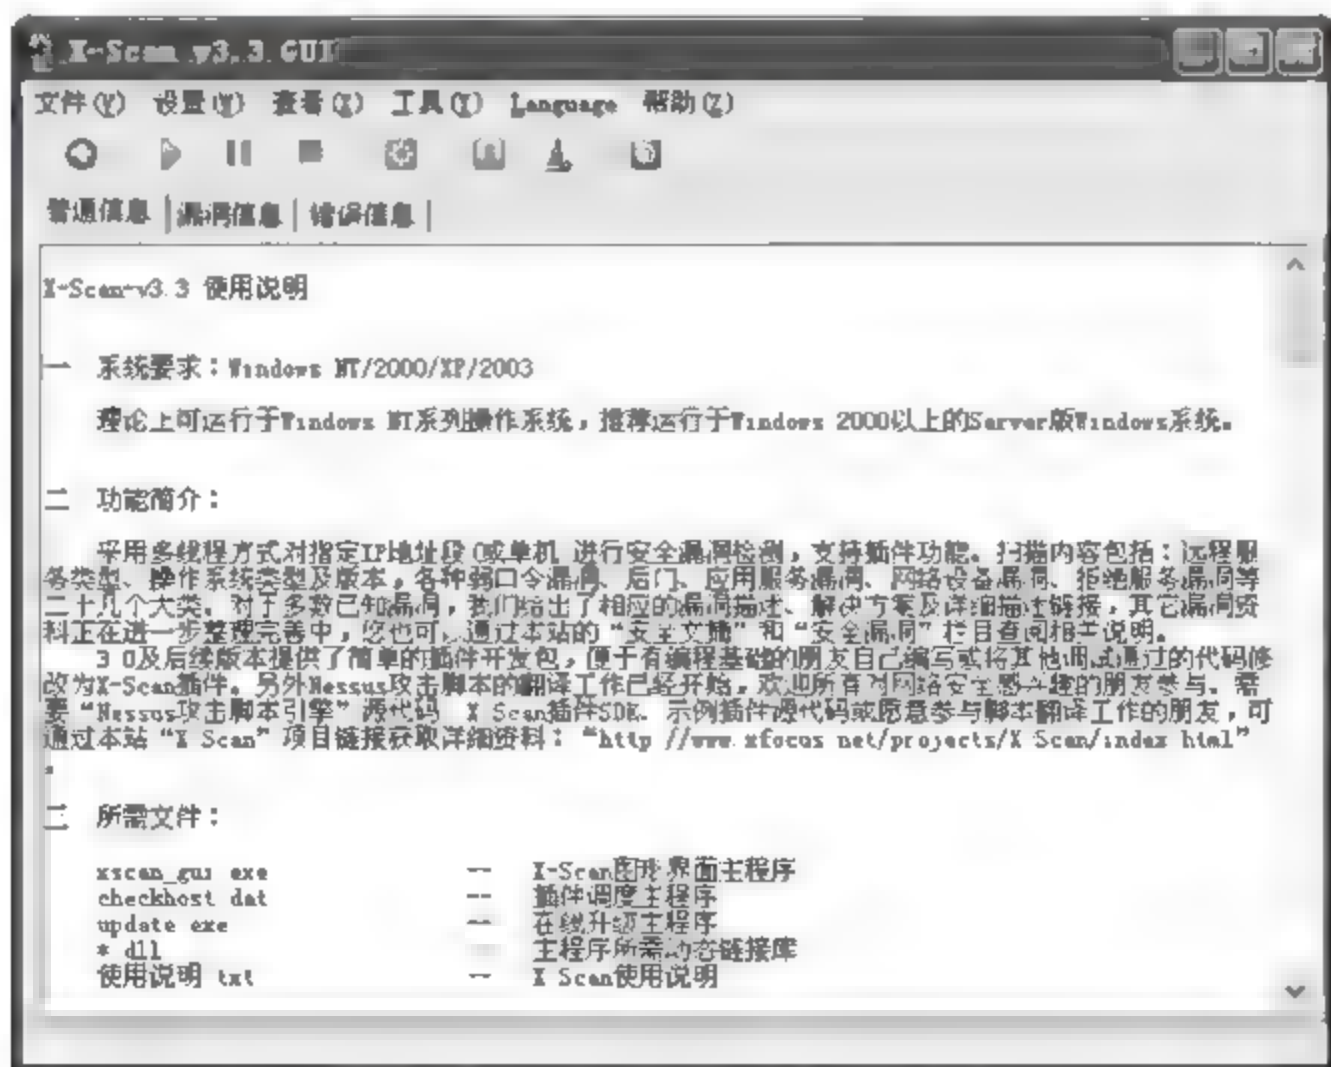 X-Scan v3.3 GUI
文件(V) 设置(W) 查看(X) 工具(Y) Language 帮助(Z)
普通信息 漏洞信息 错误信息
X-Scan-v3.3 使用说明
一 系统要求：Windows NT/2000/XP/2003
理论上可运行于Windows NT系列操作系统，推荐运行于Windows 2000以上的Server版Windows系统。
二 功能简介：
采用多线程方式对指定IP地址段(或单机 进行安全漏洞检测，支持插件功能。扫描内容包括：远程服
务类型、操作系统类型及版本，各种弱口令漏洞、后门、应用服务漏洞、网络设备漏洞、拒绝服务漏洞等
二十几个大类。对于多数已知漏洞，我们给出了相应的漏洞描述、解决方案及详细描述链接，其它漏洞资
料正在进一步整理完善中，您也可以通过本站的“安全文摘”和“安全漏洞”栏目查阅相关说明。
3 0及后续版本提供了简单的插件开发包，便于有编程基础的朋友自己编写或将其他调试通过的代码修
改为X-Scan插件。另外Nessus攻击脚本的翻译工作已经开始，欢迎所有对网络安全感兴趣的朋友参与。需
要“Nessus攻击脚本引擎”源代码 X Scan插件SDK、示例插件源代码或愿意参与脚本翻译工作的朋友，可
通过本站“X Scan”项目链接获取详细资料：“http //www xfocus net/projects/X Scan/index html”
。
三 所需文件：
xscan_gui exe -- X-Scan图形界面主程序
checkhost dat -- 插件调度主程序
update exe -- 在线升级主程序
* dll 主程序所需动态链接库
使用说明 txt -- X Scan使用说明